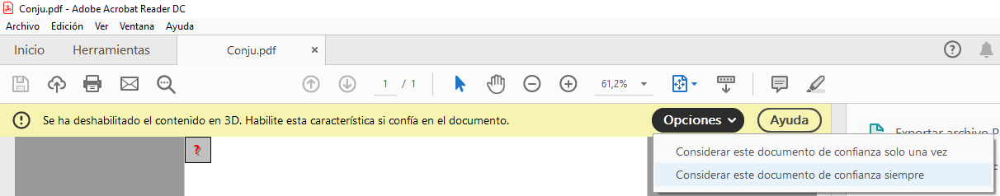 Conju.pdf - Adobe Acrobat Reader DC
Archivo Edición Ver Ventana Ayuda
Inicio Herramientas Conju.pdf × ?
1 / 1 61,2%
Se ha deshabilitado el contenido en 3D. Habilite esta característica si confía en el documento. Opciones Ayuda
? Exportar archivo P
Considerar este documento de confianza solo una vez
Considerar este documento de confianza siempre